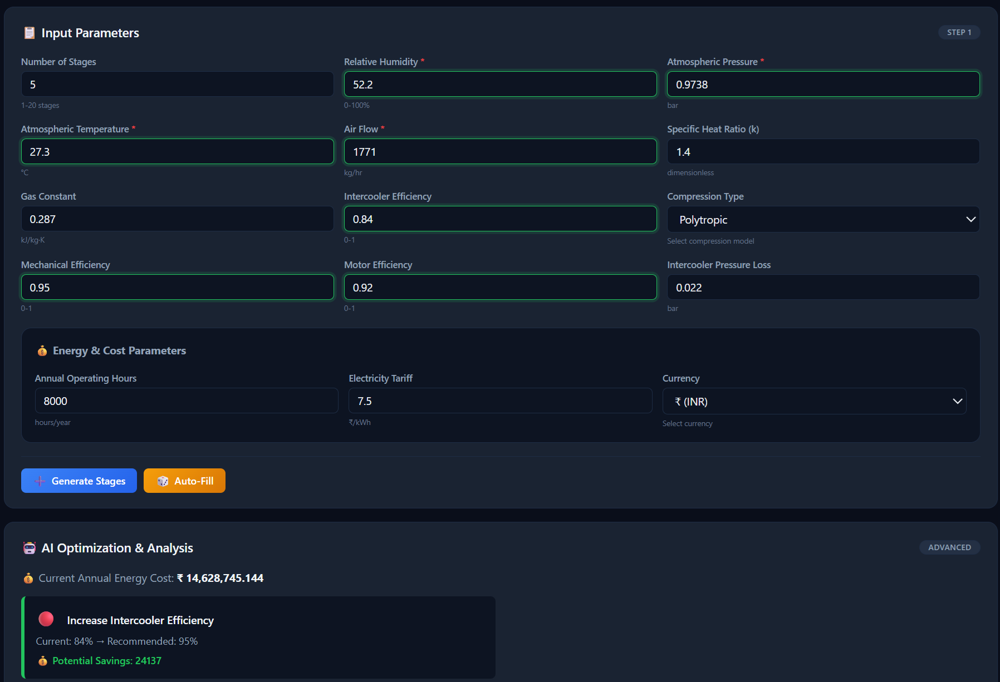 Input Parameters
STEP 1
Number of Stages
Relative Humidity *
Atmospheric Pressure *
5
52.2
0.9738
1-20 stages
0-100%
bar
Atmospheric Temperature *
Air Flow *
Specific Heat Ratio (k)
27.3
1771
1.4
°C
kg/hr
dimensionless
Gas Constant
Intercooler Efficiency
Compression Type
0.287
0.84
Polytropic
kJ/kg·K
0-1
Select compression model
Mechanical Efficiency
Motor Efficiency
Intercooler Pressure Loss
0.95
0.92
0.022
0-1
0-1
bar
Energy & Cost Parameters
Annual Operating Hours
Electricity Tariff
Currency
8000
7.5
₹ (INR)
hours/year
₹/kWh
Select currency
Generate Stages
Auto-Fill
AI Optimization & Analysis
ADVANCED
Current Annual Energy Cost: ₹ 14,628,745.144
Increase Intercooler Efficiency
Current: 84% → Recommended: 95%
Potential Savings: 24137